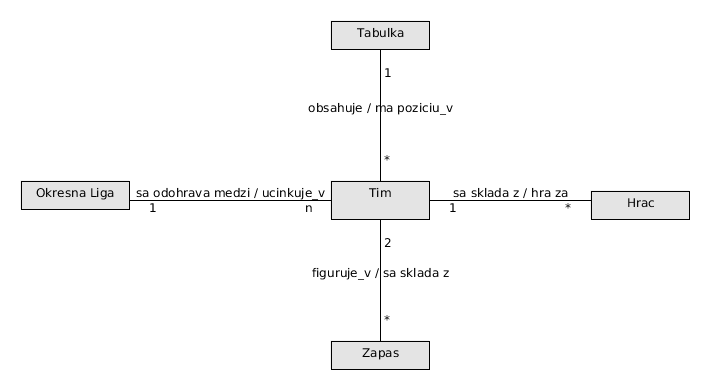 Tabulka
1
obsahuje / ma poziciu_v
*
Okresna Liga
sa odohrava medzi / ucinkuje_v
1
n
Tim
sa sklada z / hra za
1
*
Hrac
2
figuruje_v / sa sklada z
*
Zapas